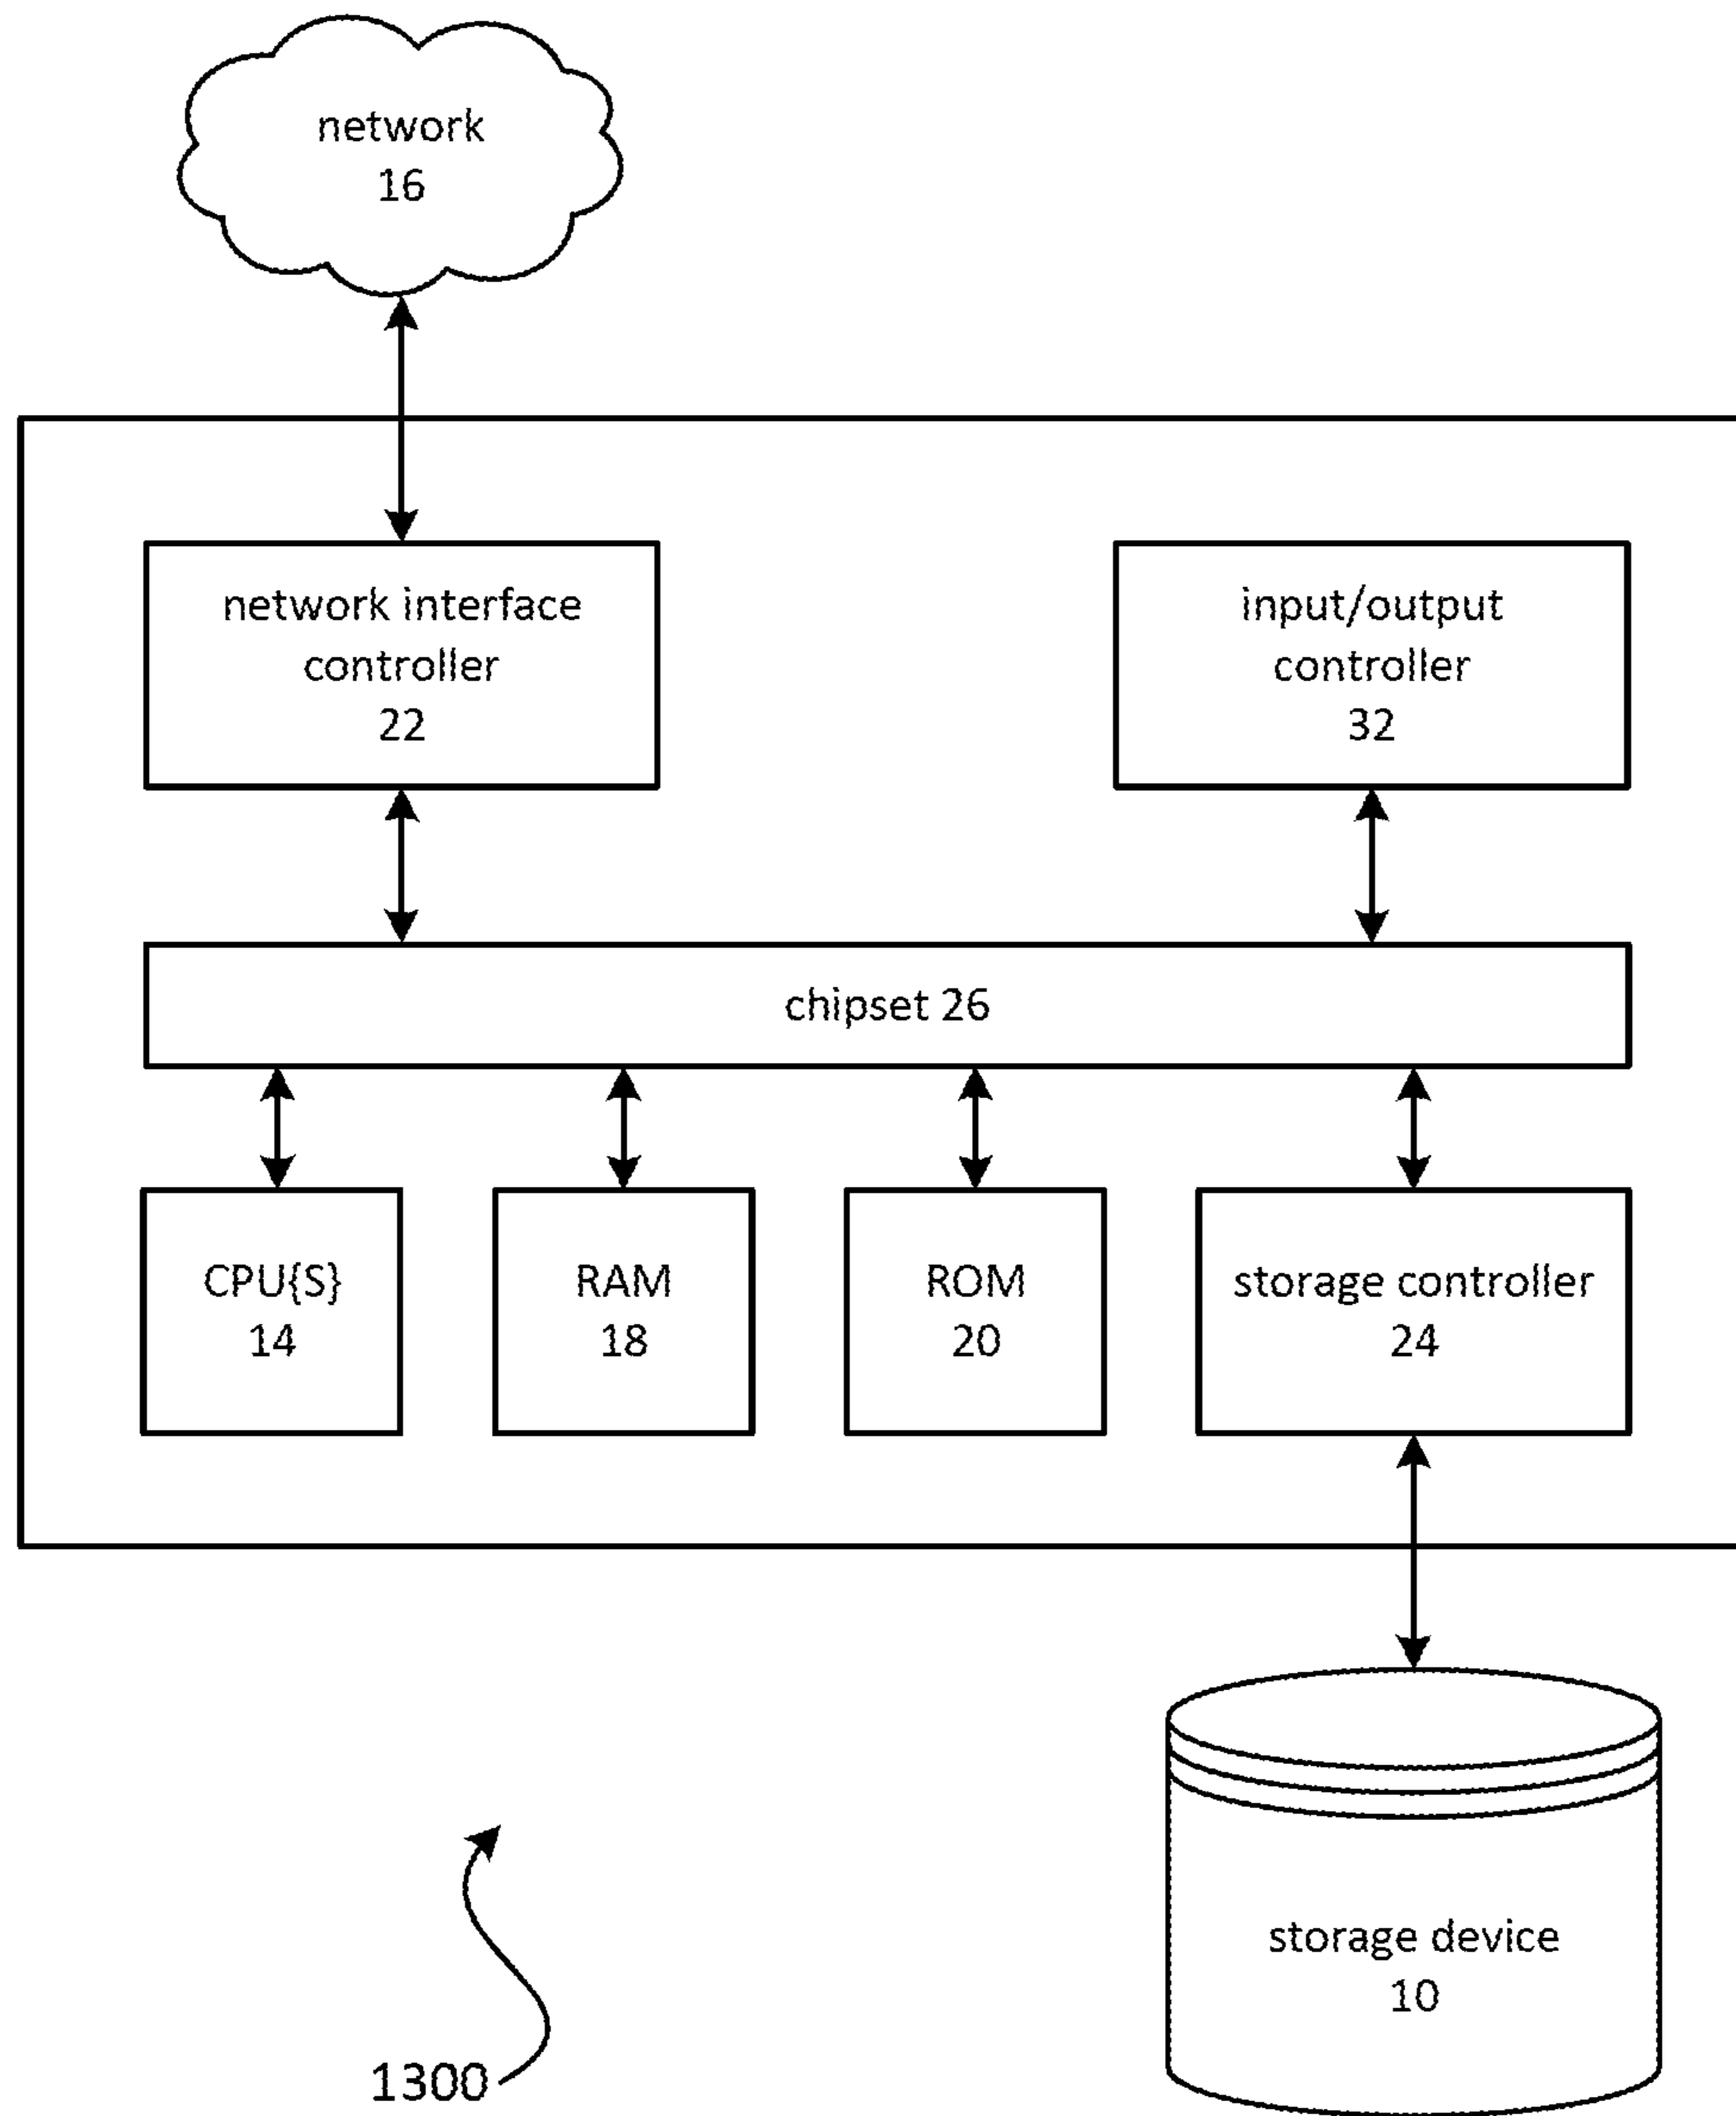 network
16
network interface
controller
22
input/output
controller
32
chipset 26
CPU{S}
14
RAM
18
ROM
20
storage controller
24
storage device
10
1300